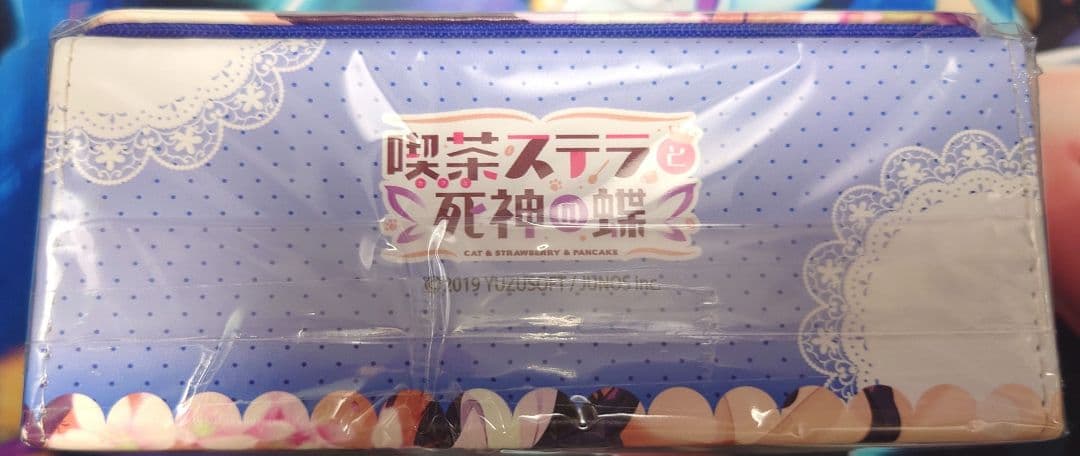 喫茶ステラと
死神の蝶
CAT & STRAWBERRY & PANCAKE
©2019 YUZUSOFT / JUNOS Inc.